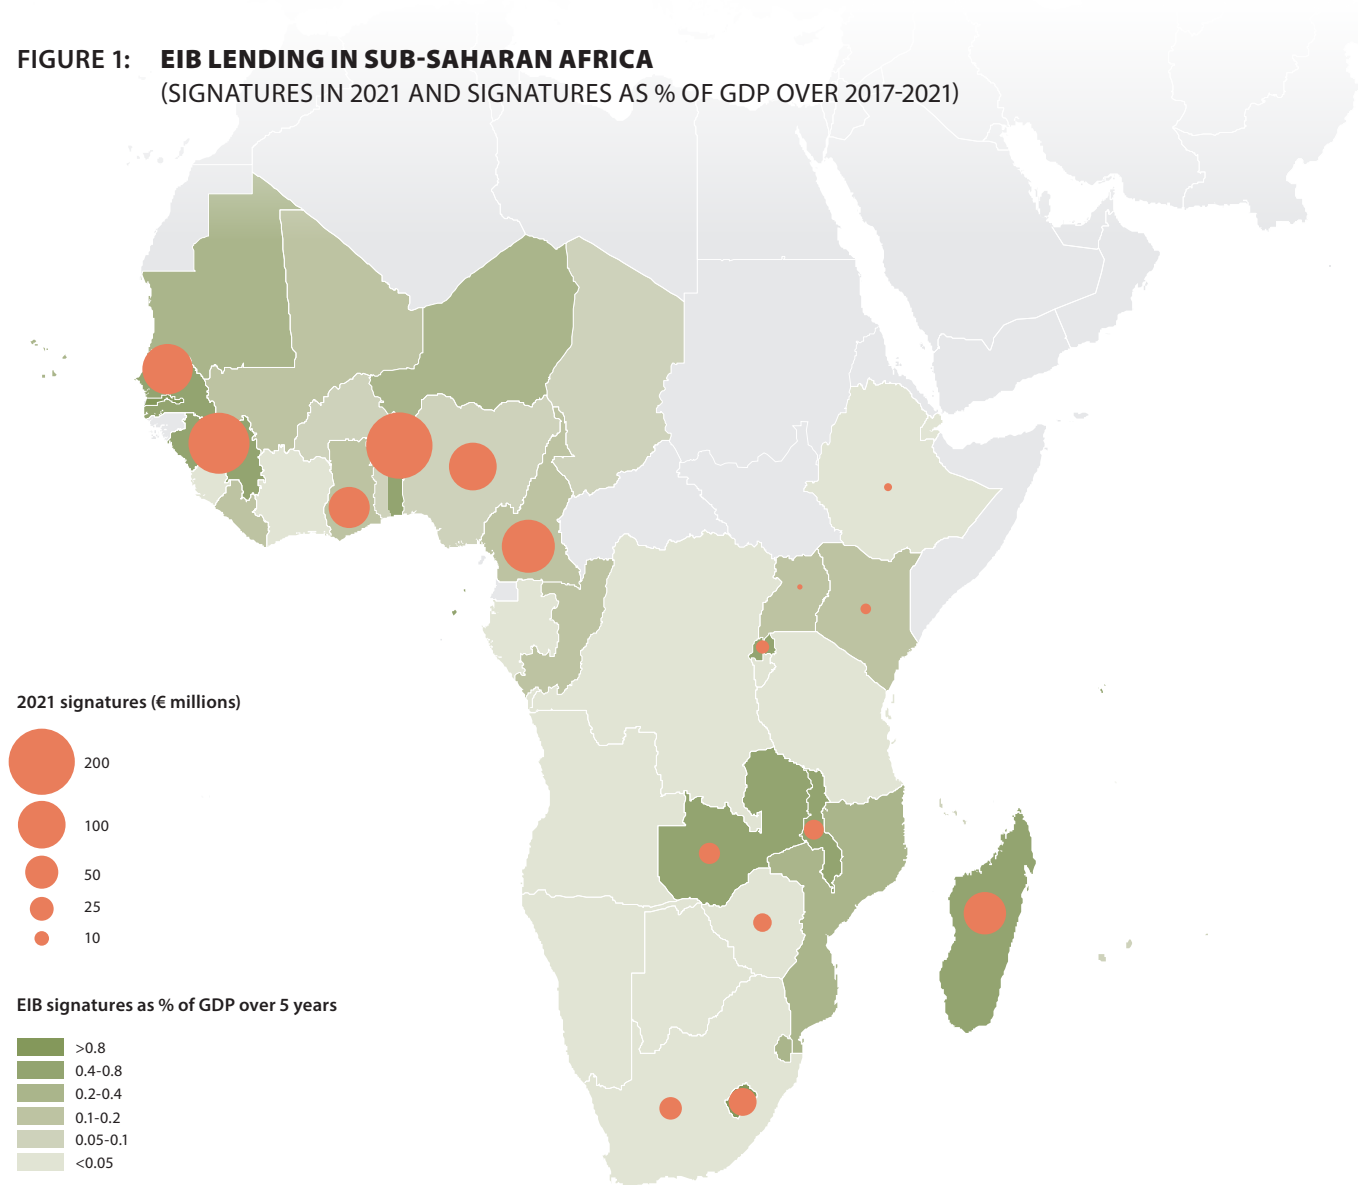 FIGURE 1: EIB LENDING IN SUB-SAHARAN AFRICA
(SIGNATURES IN 2021 AND SIGNATURES AS % OF GDP OVER 2017-2021)
2021 signatures (€ millions)
200
100
50
25
10
EIB signatures as % of GDP over 5 years
>0.8
0.4-0.8
0.2-0.4
0.1-0.2
0.05-0.1
<0.05